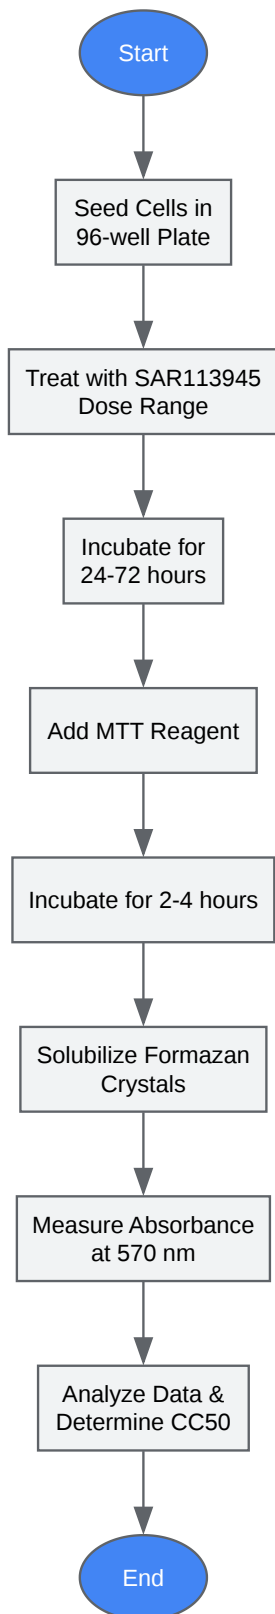 Start
Seed Cells in
96-well Plate
Treat with SAR113945
Dose Range
Incubate for
24-72 hours
Add MTT Reagent
Incubate for 2-4 hours
Solubilize Formazan
Crystals
Measure Absorbance
at 570 nm
Analyze Data &
Determine CC50
End